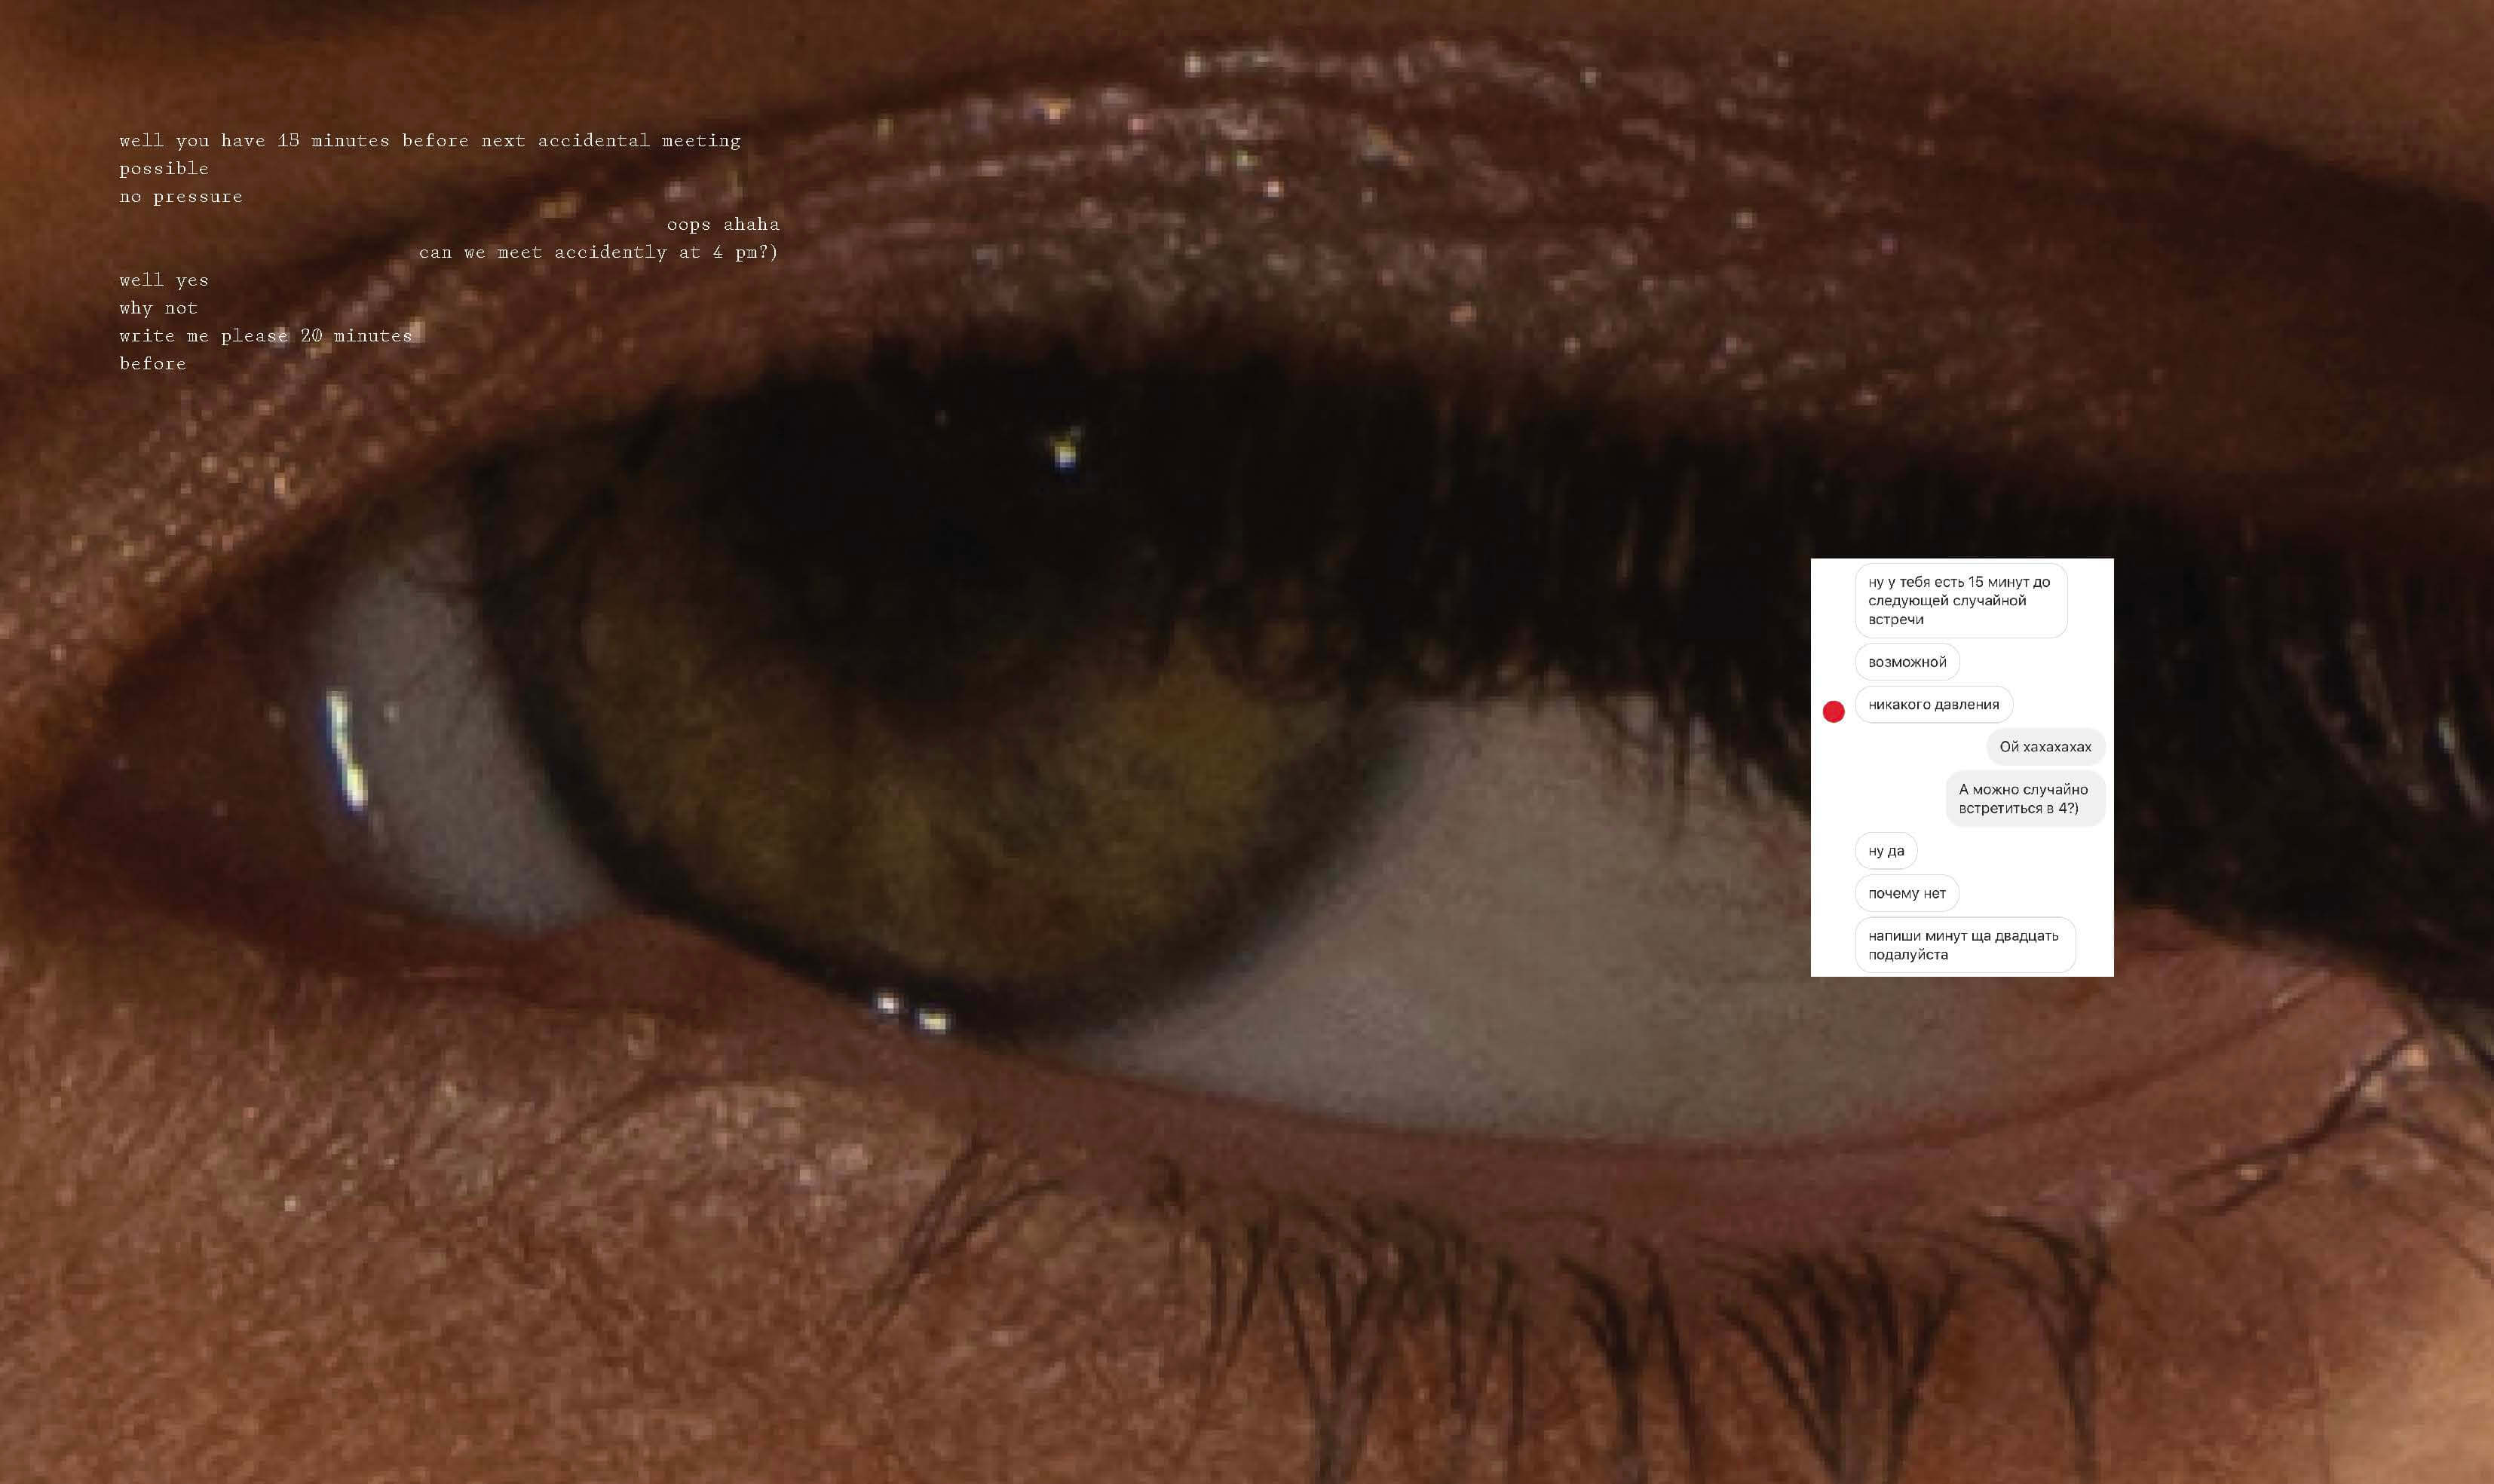 well you have 15 minutes before next accidental meeting
possible
no pressure
oops ahaha
can we meet accidently at 4 pm?)
well yes
why not
write me please 20 minutes
before
ну у тебя есть 15 минут до
следующей случайной
встречи
возможной
никакого давления
Ой хахахахах
А можно случайно
встретиться в 4?)
ну да
почему нет
напиши минут ща двадцать
подалуйста